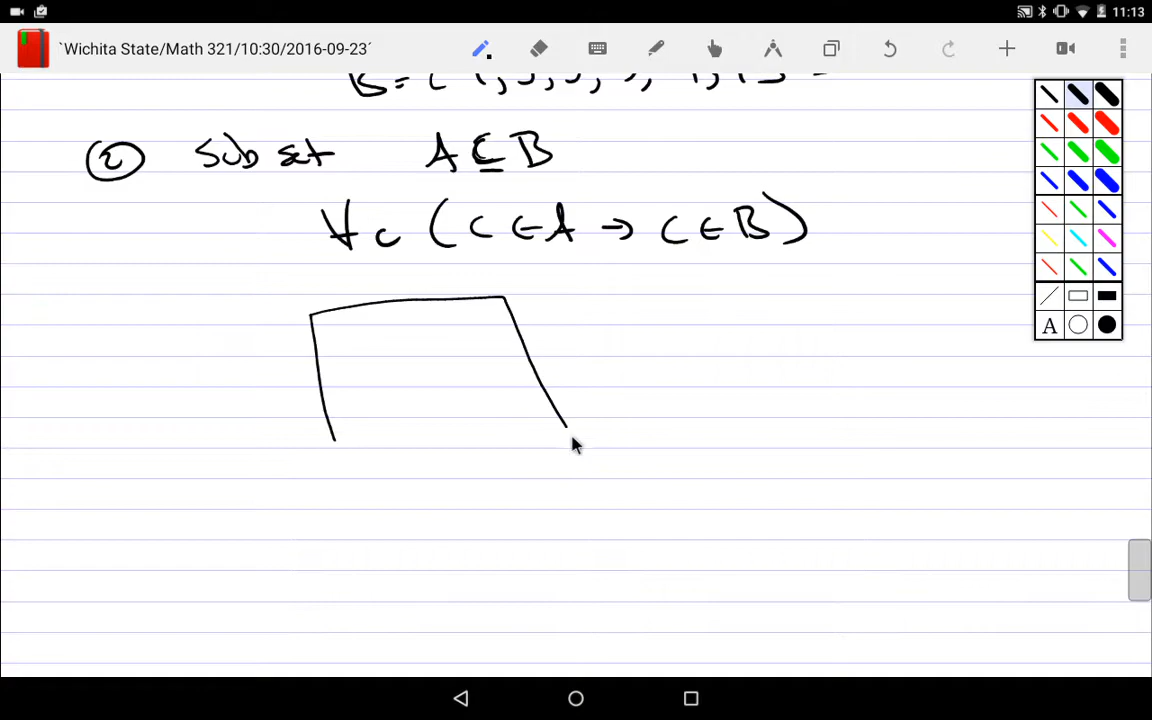 11:13
`Wichita State/Math 321/10:30/2016-09-23´
② Subset A ⊆ B
∀c (c ∈ A → c ∈ B)
A